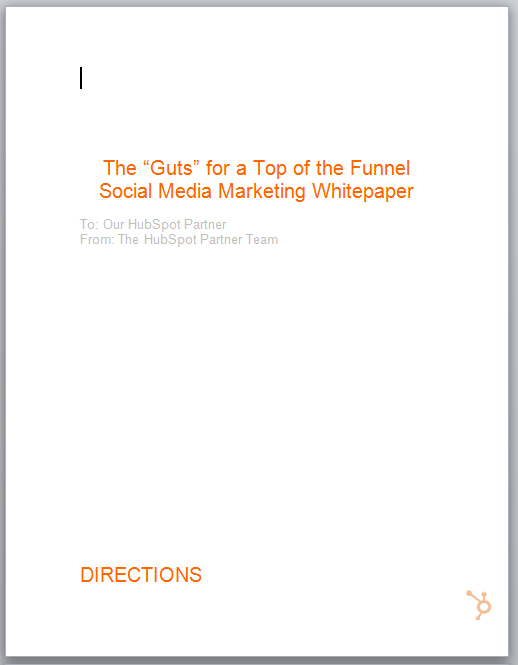 The “Guts” for a Top of the Funnel
Social Media Marketing Whitepaper
To: Our HubSpot Partner
From: The HubSpot Partner Team
DIRECTIONS